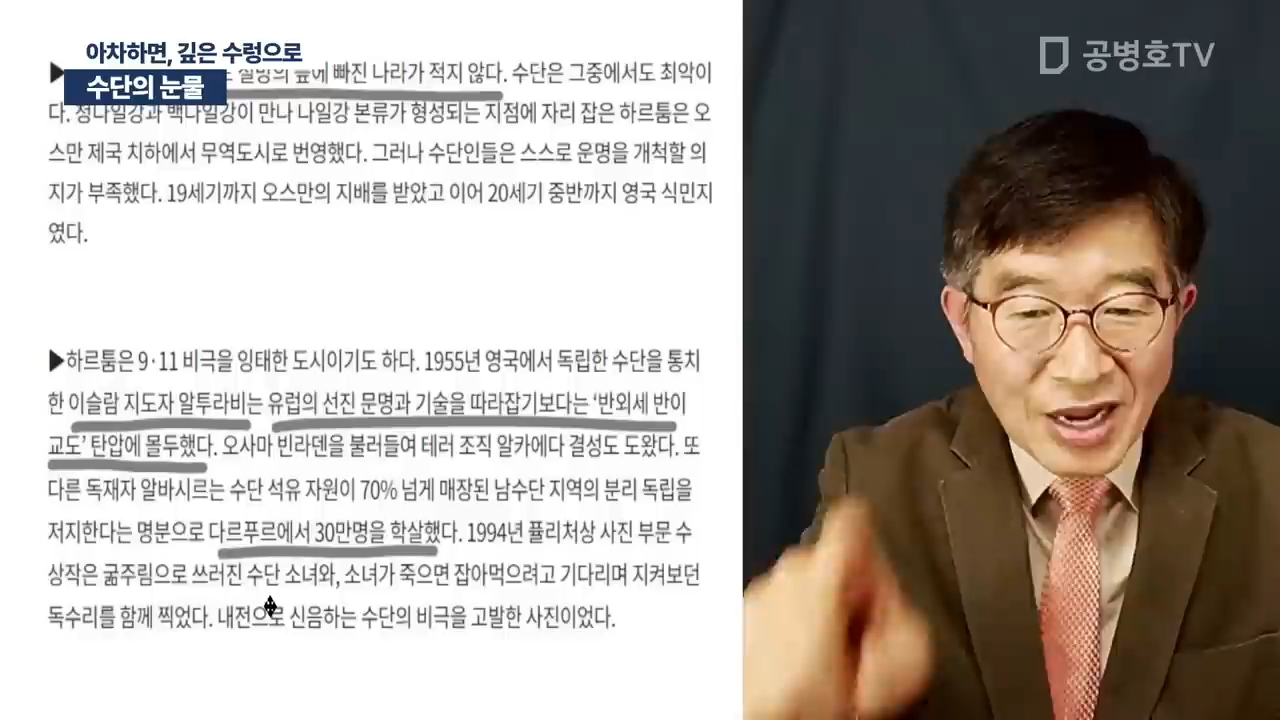 아차하면, 깊은 수렁으로
수단의 눈물
공병호TV
절망의 늪에 빠진 나라가 적지 않다. 수단은 그중에서도 최악이
다. 청나일강과 백나일강이 만나 나일강 본류가 형성되는 지점에 자리 잡은 하르툼은 오
스만 제국 치하에서 무역도시로 번영했다. 그러나 수단인들은 스스로 운명을 개척할 의
지가 부족했다. 19세기까지 오스만의 지배를 받았고 이어 20세기 중반까지 영국 식민지
였다.
▶하르툼은 9·11 비극을 잉태한 도시이기도 하다. 1955년 영국에서 독립한 수단을 통치
한 이슬람 지도자 알투라비는 유럽의 선진 문명과 기술을 따라잡기보다는 ‘반외세 반이
교도’ 탄압에 몰두했다. 오사마 빈라덴을 불러들여 테러 조직 알카에다 결성도 도왔다. 또
다른 독재자 알바시르는 수단 석유 자원이 70% 넘게 매장된 남수단 지역의 분리 독립을
저지한다는 명분으로 다르푸르에서 30만명을 학살했다. 1994년 퓰리처상 사진 부문 수
상작은 굶주림으로 쓰러진 수단 소녀와, 소녀가 죽으면 잡아먹으려고 기다리며 지켜보던
독수리를 함께 찍었다. 내전으로 신음하는 수단의 비극을 고발한 사진이었다.